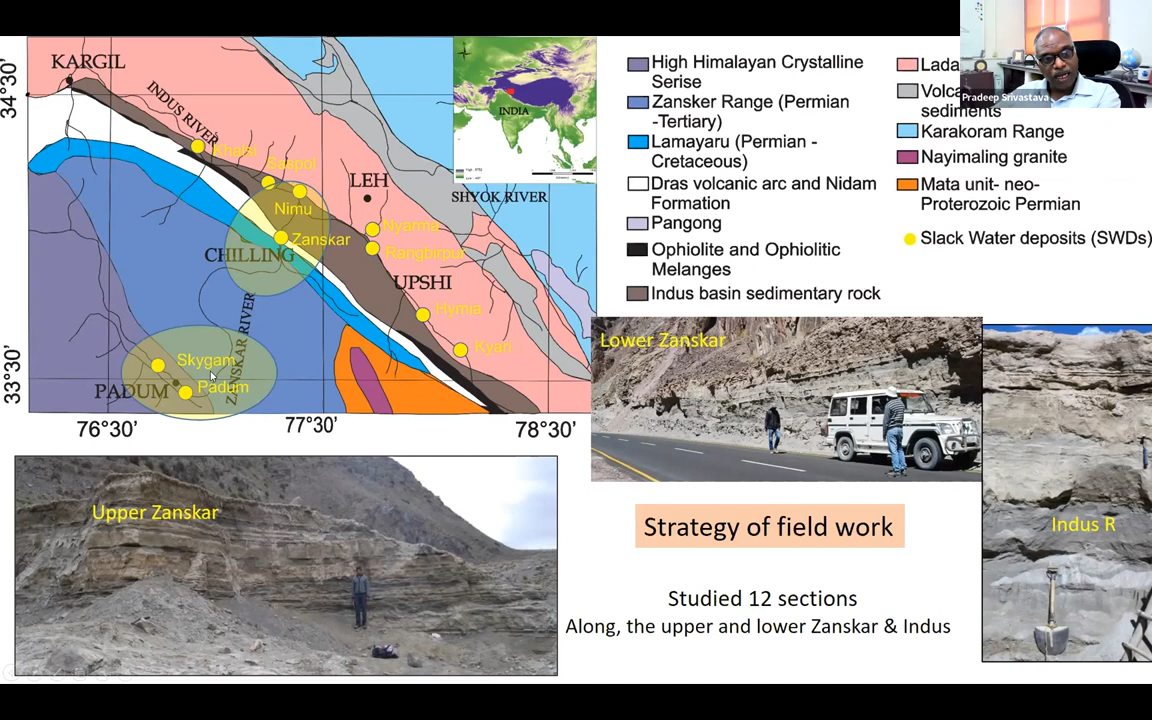 KARGIL
34°30'
INDUS RIVER
Khalsi
Saspol
LEH
Nimu
Nyarma
Zanskar
Rangbirpur
CHILLING
UPSHI
Hymia
Kyari
ZANSKAR RIVER
33°30'
Skygam
PADUM
Padum
76°30'
77°30'
78°30'
INDIA
SHYOK RIVER
High Himalayan Crystalline
Serise
Zansker Range (Permian
-Tertiary)
Lamayaru (Permian -
Cretaceous)
Dras volcanic arc and Nidam
Formation
Pangong
Ophiolite and Ophiolitic
Melanges
Indus basin sedimentary rock
Lada
Volca
sediments
Karakoram Range
Nayimaling granite
Mata unit- neo-
Proterozoic Permian
Slack Water deposits (SWDs)
Pradeep Srivastava
Lower Zanskar
Upper Zanskar
Indus R
Strategy of field work
Studied 12 sections
Along, the upper and lower Zanskar & Indus